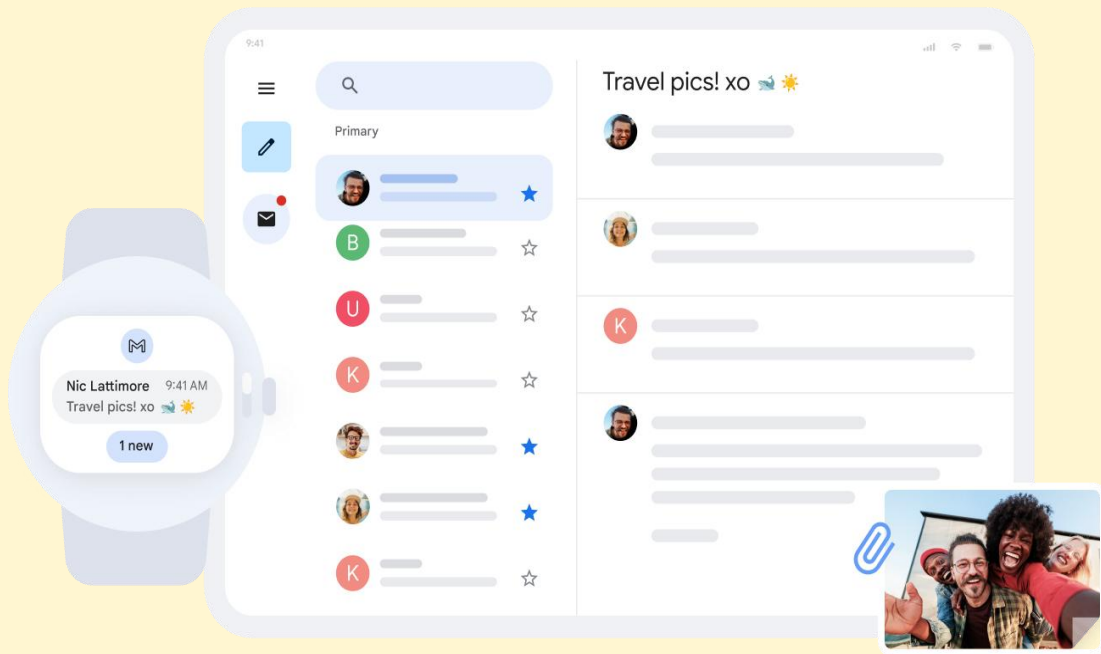 9:41
Primary
B
U
K
K
Travel pics! xo 🐋 ☀️
K
Nic Lattimore 9:41 AM
Travel pics! xo 🐋 ☀️
1 new